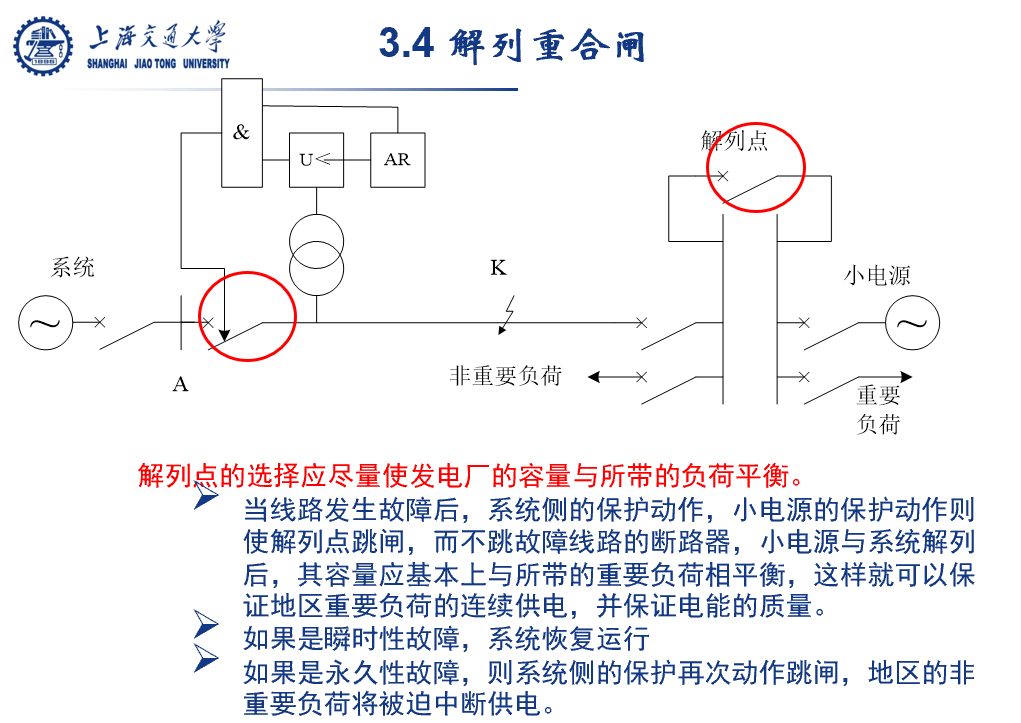 上海交通大学
SHANGHAI JIAO TONG UNIVERSITY
1896
3.4 解列重合闸
&
U<
AR
解列点
系统
K
小电源
A
非重要负荷
重要
负荷
解列点的选择应尽量使发电厂的容量与所带的负荷平衡。
当线路发生故障后，系统侧的保护动作，小电源的保护动作则
使解列点跳闸，而不跳故障线路的断路器，小电源与系统解列
后，其容量应基本上与所带的重要负荷相平衡，这样就可以保
证地区重要负荷的连续供电，并保证电能的质量。
如果是瞬时性故障，系统恢复运行
如果是永久性故障，则系统侧的保护再次动作跳闸，地区的非
重要负荷将被迫中断供电。